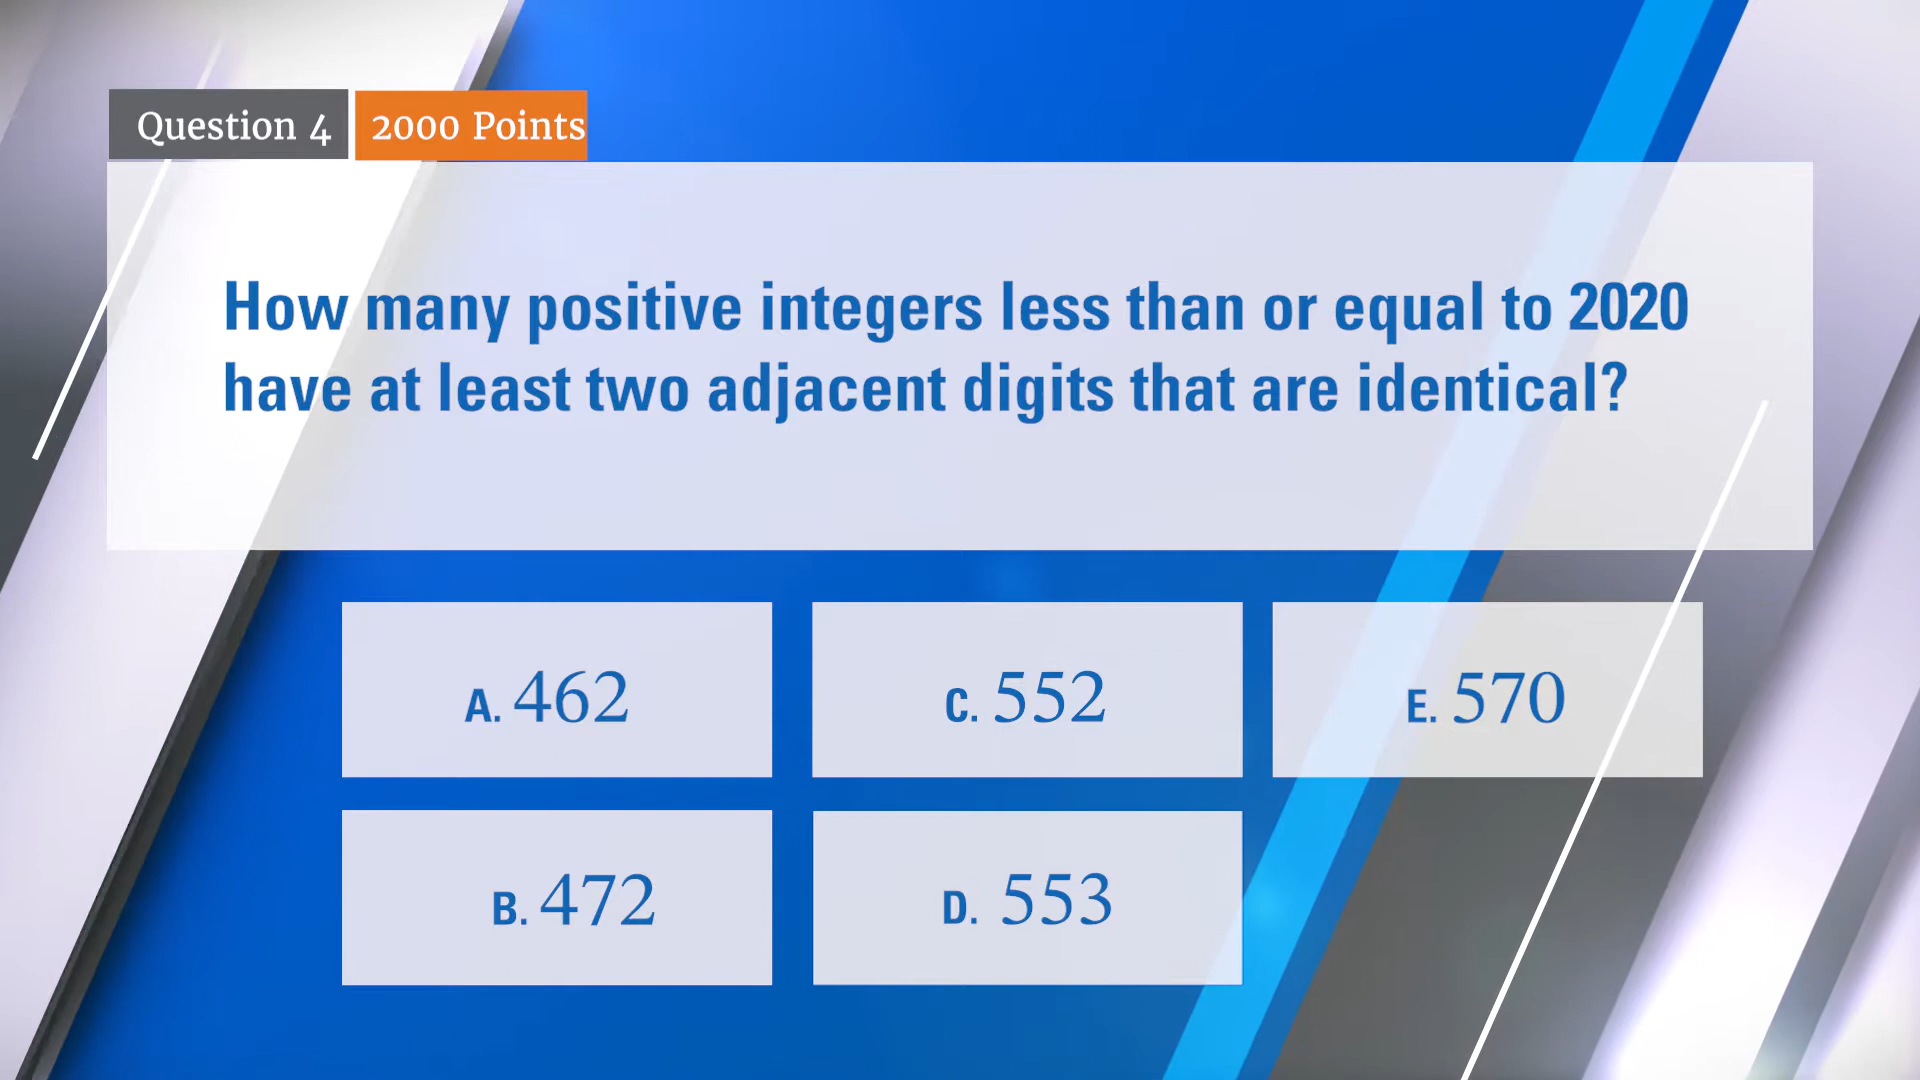 Question 4
2000 Points
How many positive integers less than or equal to 2020
have at least two adjacent digits that are identical?
A. 462
C. 552
E. 570
B. 472
D. 553